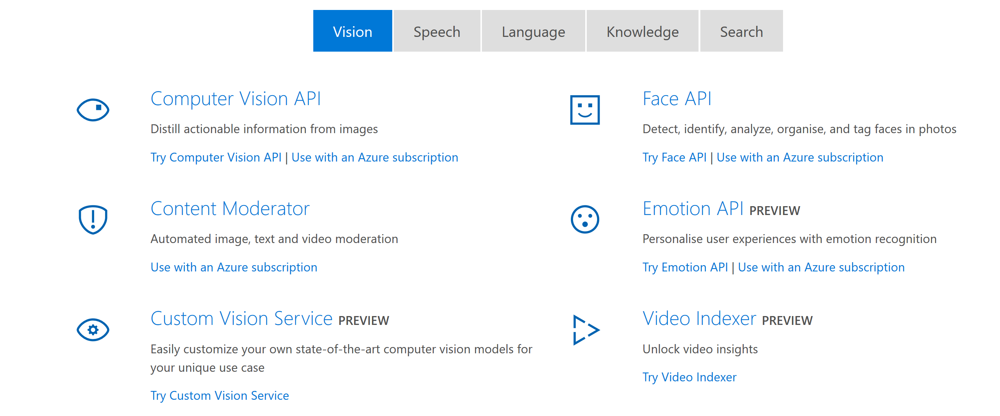 Vision
Speech
Language
Knowledge
Search
Computer Vision API
Distill actionable information from images
Try Computer Vision API | Use with an Azure subscription
Face API
Detect, identify, analyze, organise, and tag faces in photos
Try Face API | Use with an Azure subscription
Content Moderator
Automated image, text and video moderation
Use with an Azure subscription
Emotion API PREVIEW
Personalise user experiences with emotion recognition
Try Emotion API | Use with an Azure subscription
Custom Vision Service PREVIEW
Easily customize your own state-of-the-art computer vision models for
your unique use case
Try Custom Vision Service
Video Indexer PREVIEW
Unlock video insights
Try Video Indexer